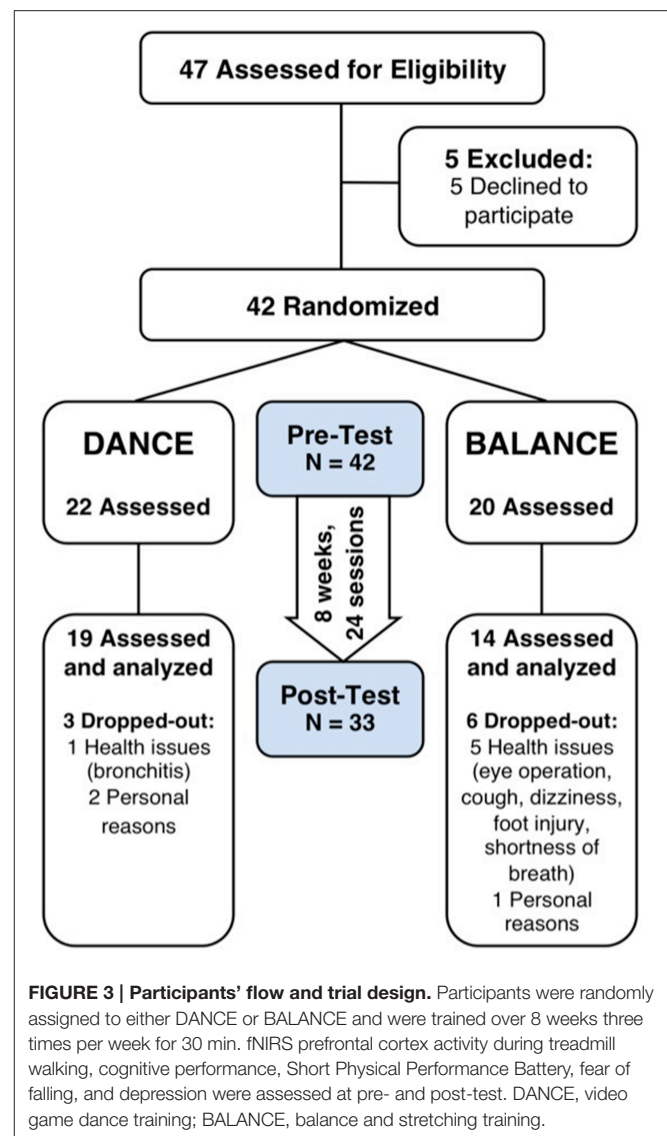 47 Assessed for Eligibility
5 Excluded:
5 Declined to
participate
42 Randomized
DANCE
22 Assessed
Pre-Test
N = 42
BALANCE
20 Assessed
8 weeks,
24 sessions
19 Assessed
and analyzed
3 Dropped-out:
1 Health issues
(bronchitis)
2 Personal
reasons
Post-Test
N = 33
14 Assessed
and analyzed
6 Dropped-out:
5 Health issues
(eye operation,
cough, dizziness,
foot injury,
shortness of
breath)
1 Personal
reasons
FIGURE 3 | Participants’ flow and trial design. Participants were randomly
assigned to either DANCE or BALANCE and were trained over 8 weeks three
times per week for 30 min. fNIRS prefrontal cortex activity during treadmill
walking, cognitive performance, Short Physical Performance Battery, fear of
falling, and depression were assessed at pre- and post-test. DANCE, video
game dance training; BALANCE, balance and stretching training.